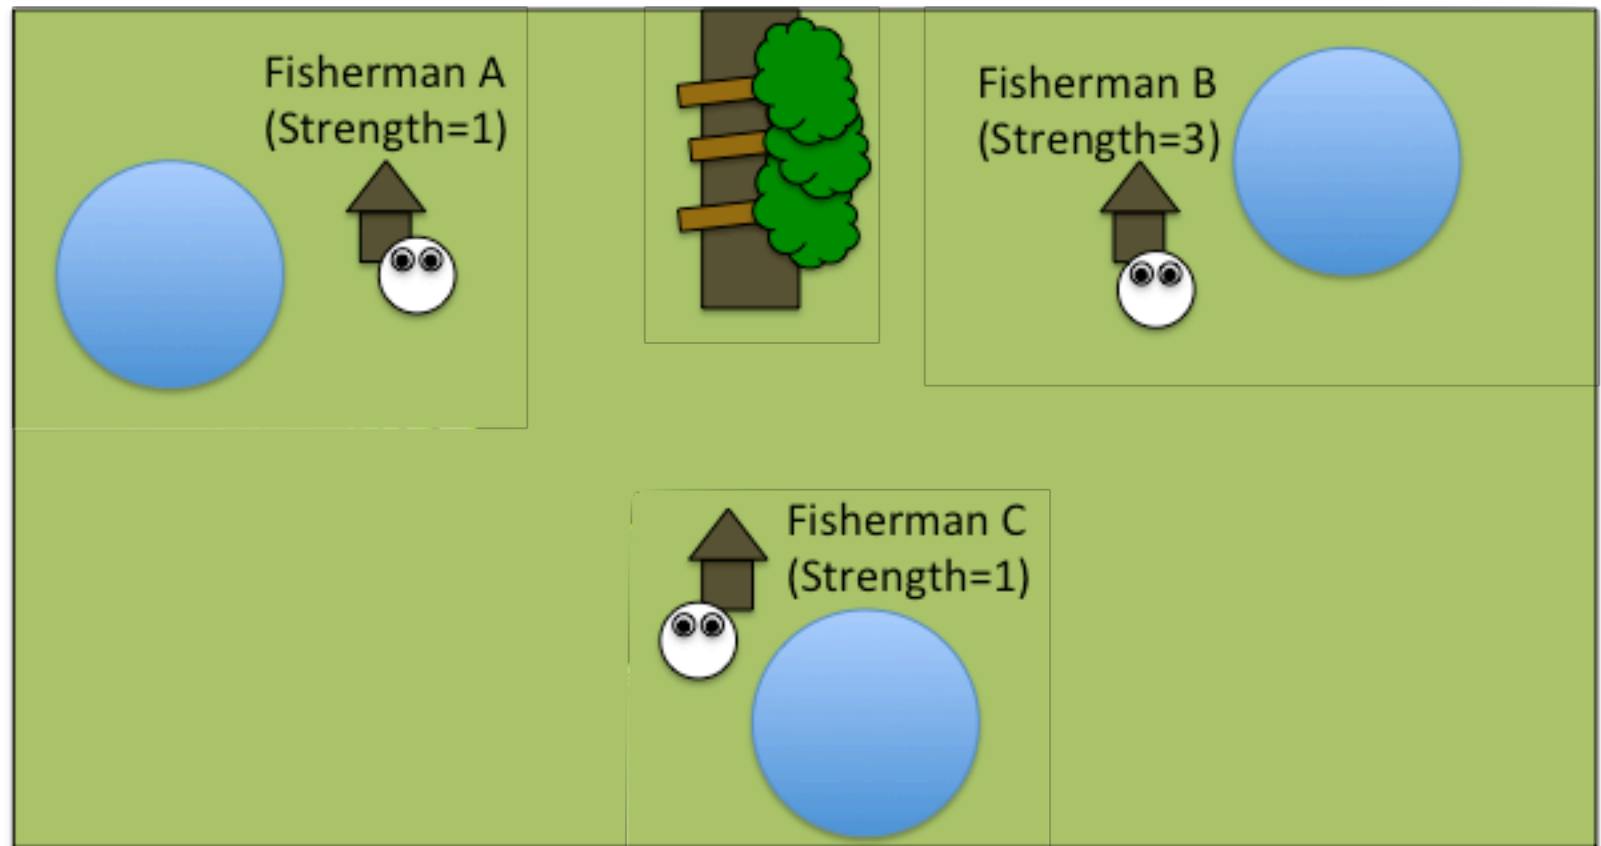 Fisherman A
(Strength=1)
Fisherman B
(Strength=3)
Fisherman C
(Strength=1)